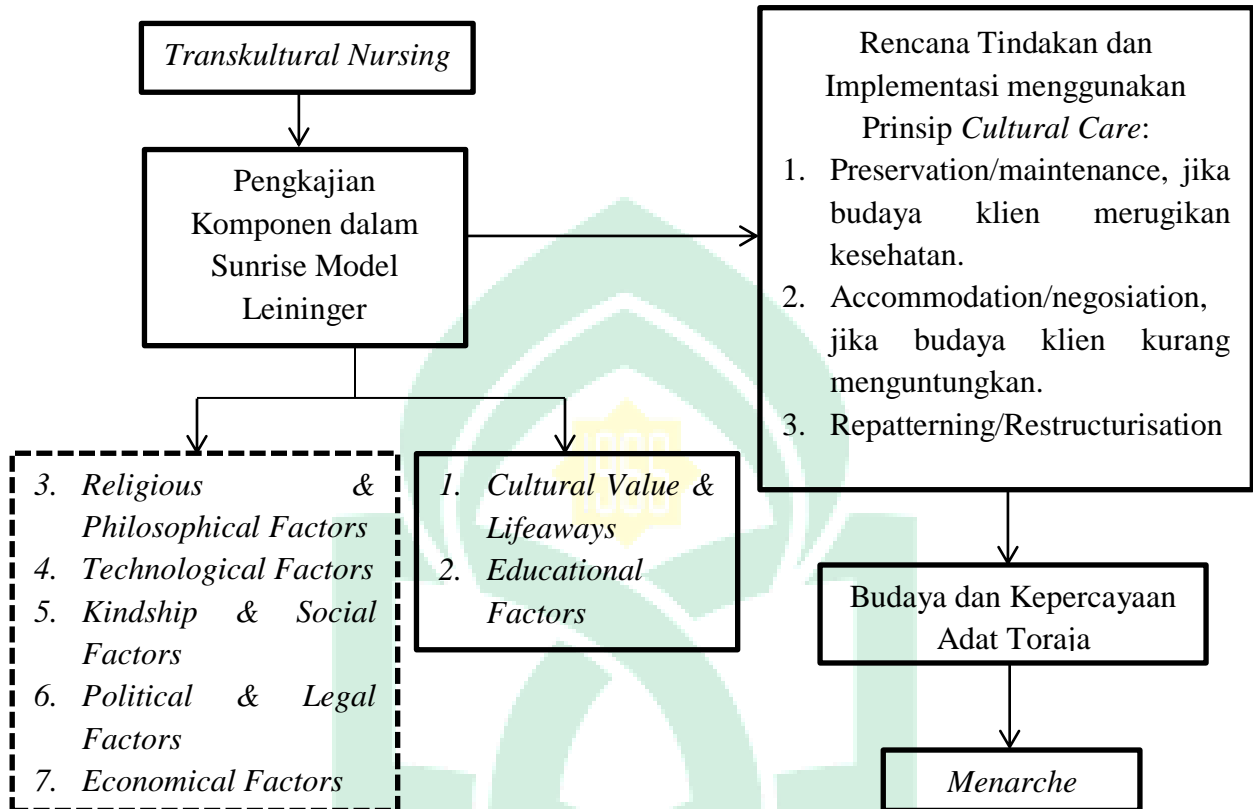 Transkultural Nursing
Pengkajian
Komponen dalam
Sunrise Model
Leininger
Rencana Tindakan dan
Implementasi menggunakan
Prinsip Cultural Care:
1. Preservation/maintenance, jika
budaya klien merugikan
kesehatan.
2. Accommodation/negosiation,
jika budaya klien kurang
menguntungkan.
3. Repatterning/Restructurisation
3. Religious &
Philosophical Factors
4. Technological Factors
5. Kindship & Social
Factors
6. Political & Legal
Factors
7. Economical Factors
1. Cultural Value &
Lifeaways
2. Educational
Factors
Budaya dan Kepercayaan
Adat Toraja
Menarche
1965